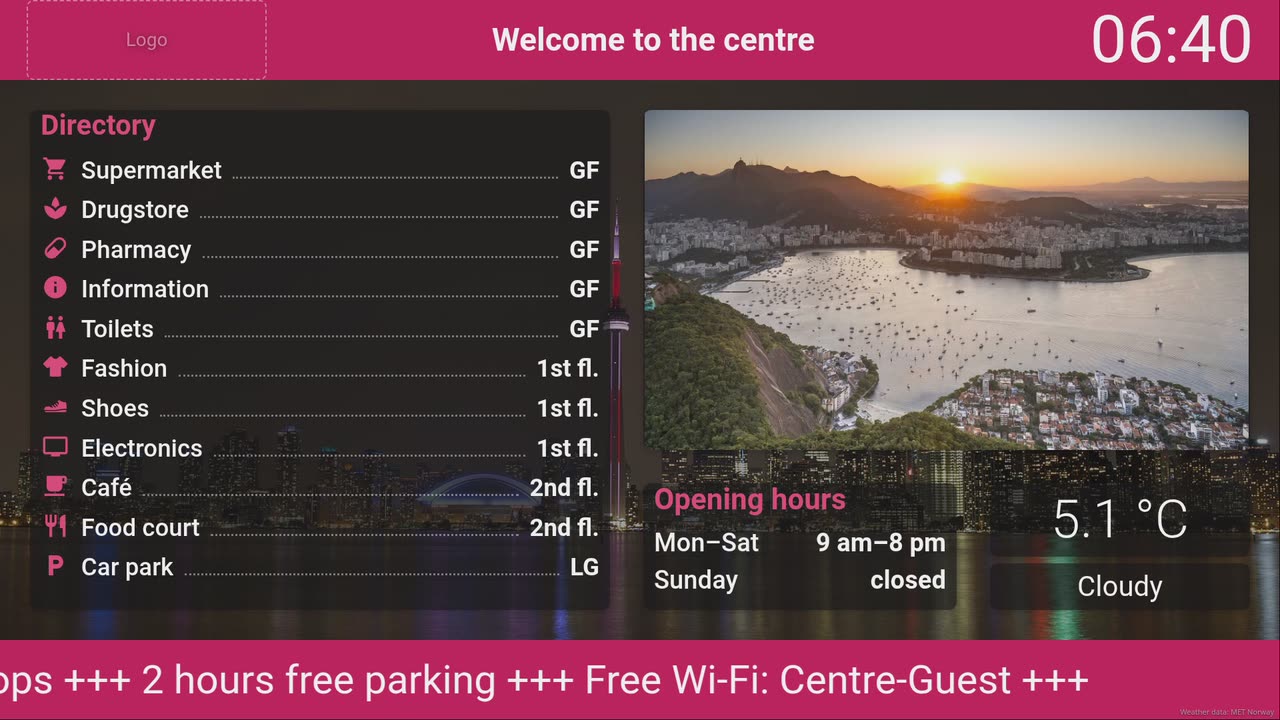 Logo
Welcome to the centre
06:40
Directory
Supermarket GF
Drugstore GF
Pharmacy GF
Information GF
Toilets GF
Fashion 1st fl.
Shoes 1st fl.
Electronics 1st fl.
Café 2nd fl.
Food court 2nd fl.
P Car park LG
Opening hours
Mon–Sat 9 am–8 pm
Sunday closed
5.1 °C
Cloudy
ops +++ 2 hours free parking +++ Free Wi-Fi: Centre-Guest +++
Weather data: MET Norway